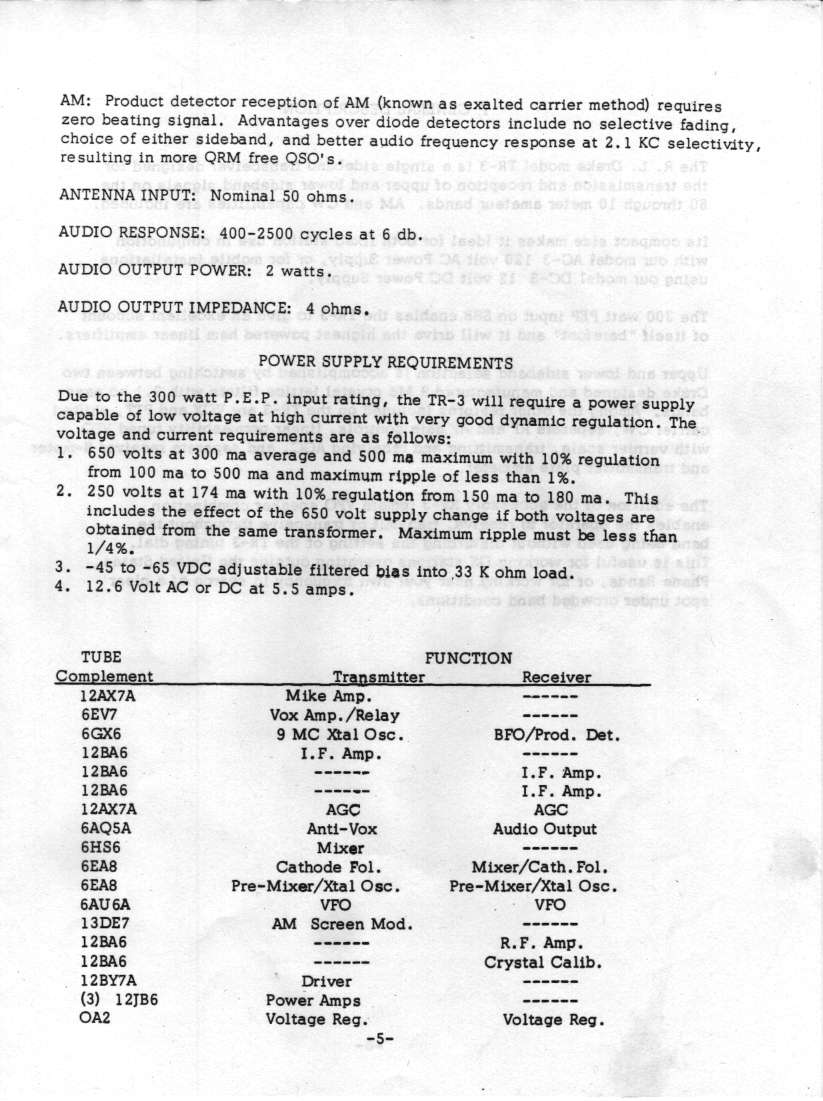 AM: Product detector reception of AM (known as exalted carrier method) requires
zero beating signal. Advantages over diode detectors include no selective fading,
choice of either sideband, and better audio frequency response at 2.1 KC selectivity,
resulting in more QRM free QSO's.
ANTENNA INPUT: Nominal 50 ohms.
AUDIO RESPONSE: 400-2500 cycles at 6 db.
AUDIO OUTPUT POWER: 2 watts.
AUDIO OUTPUT IMPEDANCE: 4 ohms.
POWER SUPPLY REQUIREMENTS
Due to the 300 watt P.E.P. input rating, the TR-3 will require a power supply
capable of low voltage at high current with very good dynamic regulation. The
voltage and current requirements are as follows:
1. 650 volts at 300 ma average and 500 ma maximum with 10% regulation
from 100 ma to 500 ma and maximum ripple of less than 1%.
2. 250 volts at 174 ma with 10% regulation from 150 ma to 180 ma. This
includes the effect of the 650 volt supply change if both voltages are
obtained from the same transformer. Maximum ripple must be less than
1/4%.
3. -45 to -65 VDC adjustable filtered bias into 33 K ohm load.
4. 12.6 Volt AC or DC at 5.5 amps.
TUBE FUNCTION
Complement Transmitter Receiver
12AX7A Mike Amp. ------
6EV7 Vox Amp./Relay ------
6GX6 9 MC Xtal Osc. BFO/Prod. Det.
12BA6 I.F. Amp. ------
12BA6 ------ I.F. Amp.
12BA6 ------ I.F. Amp.
12AX7A AGC AGC
6AQ5A Anti-Vox Audio Output
6HS6 Mixer ------
6EA8 Cathode Fol. Mixer/Cath. Fol.
6EA8 Pre-Mixer/Xtal Osc. Pre-Mixer/Xtal Osc.
6AU6A VFO VFO
13DE7 AM Screen Mod. ------
12BA6 ------ R.F. Amp.
12BA6 ------ Crystal Calib.
12BY7A Driver ------
(3) 12JB6 Power Amps ------
OA2 Voltage Reg. Voltage Reg.
-5-